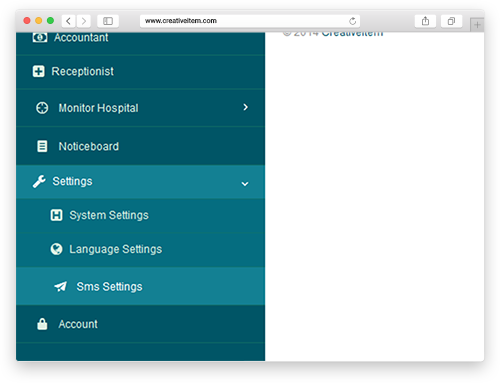 www.creativeitem.com
Accountant
© 2014 Creativeitem
Receptionist
Monitor Hospital
Noticeboard
Settings
System Settings
Language Settings
Sms Settings
Account